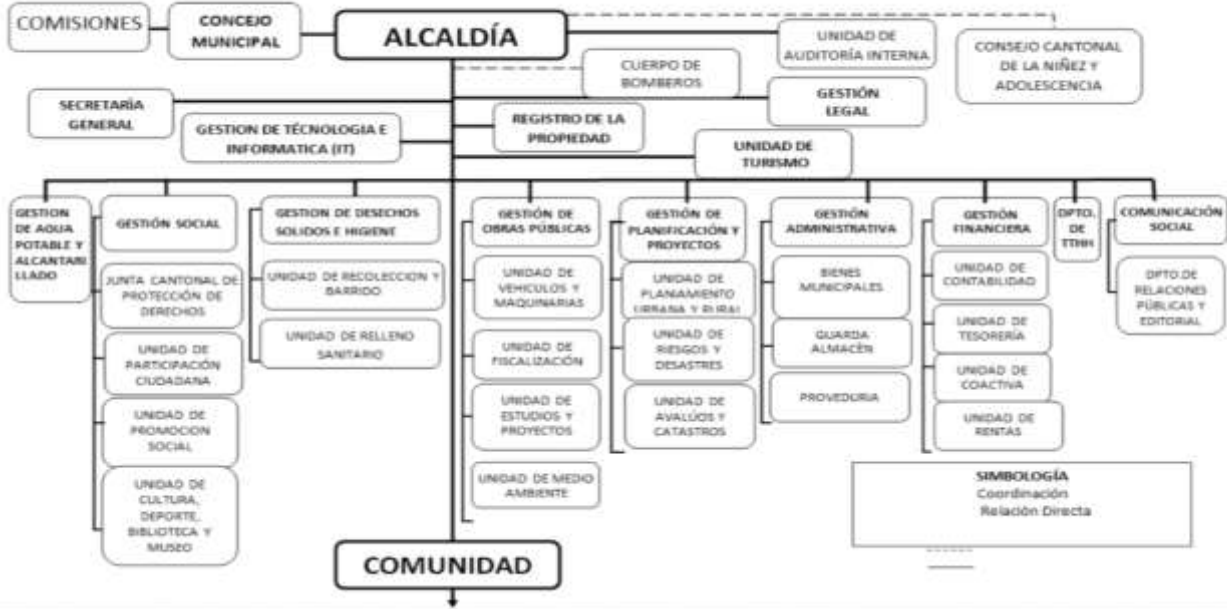 COMISIONES
CONCEJO
MUNICIPAL
ALCALDÍA
UNIDAD DE
AUDITORÍA INTERNA
CONSEJO CANTONAL
DE LA NIÑEZ Y
ADOLESCENCIA
CUERPO DE
BOMBEROS
SECRETARÍA
GENERAL
GESTIÓN
LEGAL
GESTION DE TÉCNOLOGIA E
INFORMATICA (IT)
REGISTRO DE LA
PROPIEDAD
UNIDAD DE
TURISMO
GESTION
DE AGUA
POTABLE Y
ALCANTARI
LLADO
GESTIÓN SOCIAL
JUNTA CANTONAL DE
PROTECCIÓN DE
DERECHOS
UNIDAD DE
PARTICIPACIÓN
CIUDADANA
UNIDAD DE
PROMOCION
SOCIAL
UNIDAD DE
CULTURA,
DEPORTE,
BIBLIOTECA Y
MUSEO
GESTION DE DESECHOS
SOLIDOS E HIGIENE
UNIDAD DE RECOLECCION Y
BARRIDO
UNIDAD DE RELLENO
SANITARIO
GESTIÓN DE
OBRAS PÚBLICAS
UNIDAD DE
VEHICULOS Y
MAQUINARIAS
UNIDAD DE
FISCALIZACIÓN
UNIDAD DE
ESTUDIOS Y
PROYECTOS
UNIDAD DE MEDIO
AMBIENTE
GESTIÓN DE
PLANIFICACIÓN Y
PROYECTOS
UNIDAD DE
PLANIAMIENTO
URBANA Y RURAL
UNIDAD DE
RIESGOS Y
DESASTRES
UNIDAD DE
AVALÚOS Y
CATASTROS
GESTIÓN
ADMINISTRATIVA
BIENES
MUNICIPALES
GUARDA
ALMACÈN
PROVEDURIA
GESTIÓN
FINANCIERA
UNIDAD DE
CONTABILIDAD
UNIDAD DE
TESORERÍA
UNIDAD DE
COACTIVA
UNIDAD DE
RENTAS
DPTO.
DE
TTHH
COMUNICACIÓN
SOCIAL
DPTO.DE
RELACIONES
PÚBLICAS Y
EDITORIAL
SIMBOLOGÍA
Coordinación
Relación Directa
COMUNIDAD